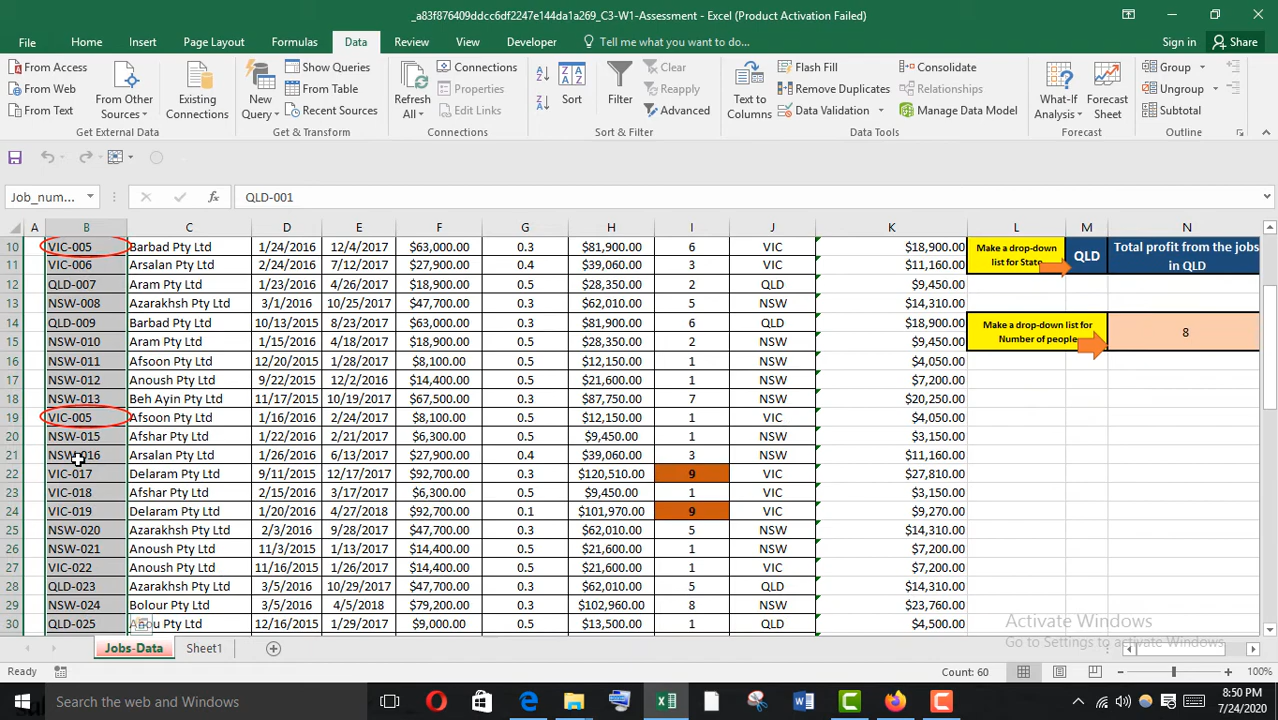 _a83f876409ddcc6df2247e144da1a269_C3-W1-Assessment - Excel (Product Activation Failed)
File Home Insert Page Layout Formulas Data Review View Developer Tell me what you want to do... Sign in Share
From Access
From Web
From Text
From Other Sources
Existing Connections
Get External Data
New Query
Show Queries
From Table
Recent Sources
Get & Transform
Refresh All
Connections
Properties
Edit Links
Connections
Sort
Filter
Clear
Reapply
Advanced
Sort & Filter
Text to Columns
Flash Fill
Remove Duplicates
Data Validation
Consolidate
Relationships
Manage Data Model
Data Tools
What-If Analysis
Forecast Sheet
Forecast
Group
Ungroup
Subtotal
Outline
Job_num... fx QLD-001
A B C D E F G H I J K L M N
10 VIC-005 Barbad Pty Ltd 1/24/2016 12/4/2017 $63,000.00 0.3 $81,900.00 6 VIC $18,900.00
11 VIC-006 Arsalan Pty Ltd 2/24/2016 7/12/2017 $27,900.00 0.4 $39,060.00 3 VIC $11,160.00
Make a drop-down
list for State
QLD
Total profit from the jobs
in QLD
12 QLD-007 Aram Pty Ltd 1/23/2016 4/26/2017 $18,900.00 0.5 $28,350.00 2 QLD $9,450.00
13 NSW-008 Azarakhsh Pty Ltd 3/1/2016 10/25/2017 $47,700.00 0.3 $62,010.00 5 NSW $14,310.00
14 QLD-009 Barbad Pty Ltd 10/13/2015 8/23/2017 $63,000.00 0.3 $81,900.00 6 QLD $18,900.00
15 NSW-010 Aram Pty Ltd 1/15/2016 4/18/2017 $18,900.00 0.5 $28,350.00 2 NSW $9,450.00
Make a drop-down list for
Number of people
8
16 NSW-011 Afsoon Pty Ltd 12/20/2015 1/28/2017 $8,100.00 0.5 $12,150.00 1 NSW $4,050.00
17 NSW-012 Anoush Pty Ltd 9/22/2015 12/2/2016 $14,400.00 0.5 $21,600.00 1 NSW $7,200.00
18 NSW-013 Beh Ayin Pty Ltd 11/17/2015 10/19/2017 $67,500.00 0.3 $87,750.00 7 NSW $20,250.00
19 VIC-005 Afsoon Pty Ltd 1/16/2016 2/24/2017 $8,100.00 0.5 $12,150.00 1 VIC $4,050.00
20 NSW-015 Afshar Pty Ltd 1/22/2016 2/21/2017 $6,300.00 0.5 $9,450.00 1 NSW $3,150.00
21 NSW-016 Arsalan Pty Ltd 1/26/2016 6/13/2017 $27,900.00 0.4 $39,060.00 3 NSW $11,160.00
22 VIC-017 Delaram Pty Ltd 9/11/2015 12/17/2017 $92,700.00 0.3 $120,510.00 9 VIC $27,810.00
23 VIC-018 Afshar Pty Ltd 2/15/2016 3/17/2017 $6,300.00 0.5 $9,450.00 1 VIC $3,150.00
24 VIC-019 Delaram Pty Ltd 1/20/2016 4/27/2018 $92,700.00 0.1 $101,970.00 9 VIC $9,270.00
25 NSW-020 Azarakhsh Pty Ltd 2/3/2016 9/28/2017 $47,700.00 0.3 $62,010.00 5 NSW $14,310.00
26 NSW-021 Anoush Pty Ltd 11/3/2015 1/13/2017 $14,400.00 0.5 $21,600.00 1 NSW $7,200.00
27 VIC-022 Anoush Pty Ltd 11/16/2015 1/26/2017 $14,400.00 0.5 $21,600.00 1 VIC $7,200.00
28 QLD-023 Azarakhsh Pty Ltd 3/5/2016 10/29/2017 $47,700.00 0.3 $62,010.00 5 QLD $14,310.00
29 NSW-024 Bolour Pty Ltd 3/5/2016 4/5/2018 $79,200.00 0.3 $102,960.00 8 NSW $23,760.00
30 QLD-025 Pty Ltd 12/16/2015 1/29/2017 $9,000.00 0.5 $13,500.00 1 QLD $4,500.00
Activate Windows
Go to Settings to activate Windows.
Jobs-Data Sheet1
Ready Count: 60 100%
Search the web and Windows
8:50 PM
7/24/2020